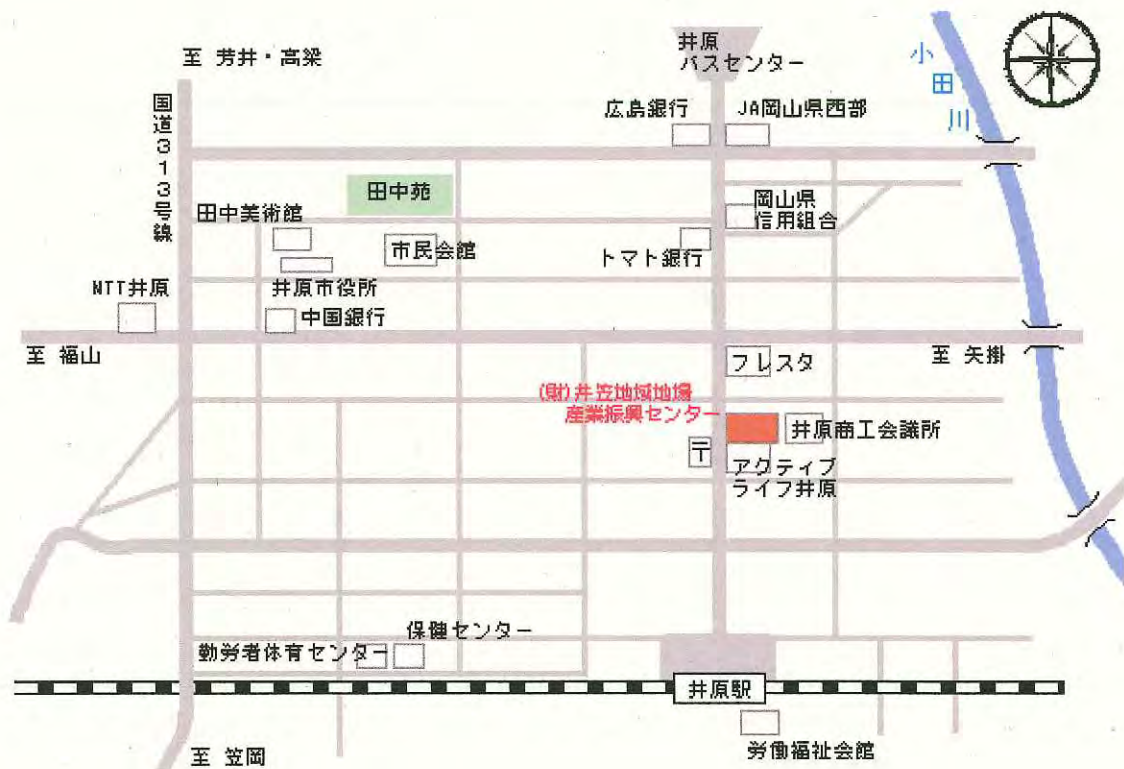 井原
バスセンター
至 芳井・高梁
小田川
国道313号線
広島銀行
JA岡山県西部
田中苑
田中美術館
岡山県
信用組合
市民会館
トマト銀行
NTT井原
井原市役所
中国銀行
至 福山
フレスタ
至 矢掛
(財)井笠地域地場
産業振興センター
井原商工会議所
〒
アクティブ
ライフ井原
保健センター
勤労者体育センター
井原駅
労働福祉会館
至 笠岡